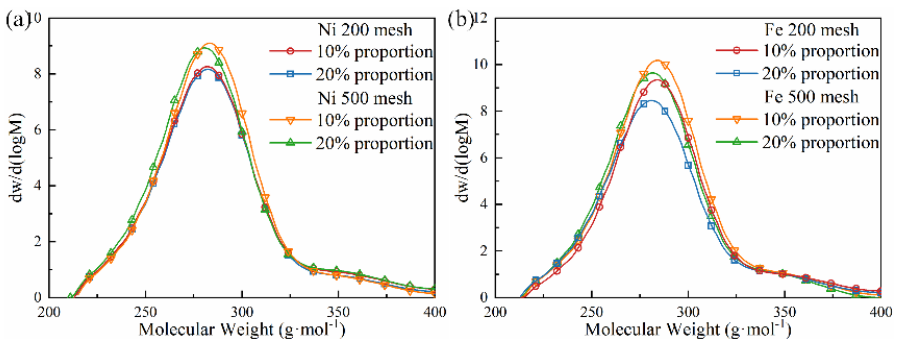 (a)
10
8
6
4
2
0
dw/d(logM)
200
250
300
350
400
Molecular Weight (g·mol⁻¹)
Ni 200 mesh
10% proportion
20% proportion
Ni 500 mesh
10% proportion
20% proportion
(b)
12
10
8
6
4
2
0
dw/d(logM)
200
250
300
350
400
Molecular Weight (g·mol⁻¹)
Fe 200 mesh
10% proportion
20% proportion
Fe 500 mesh
10% proportion
20% proportion